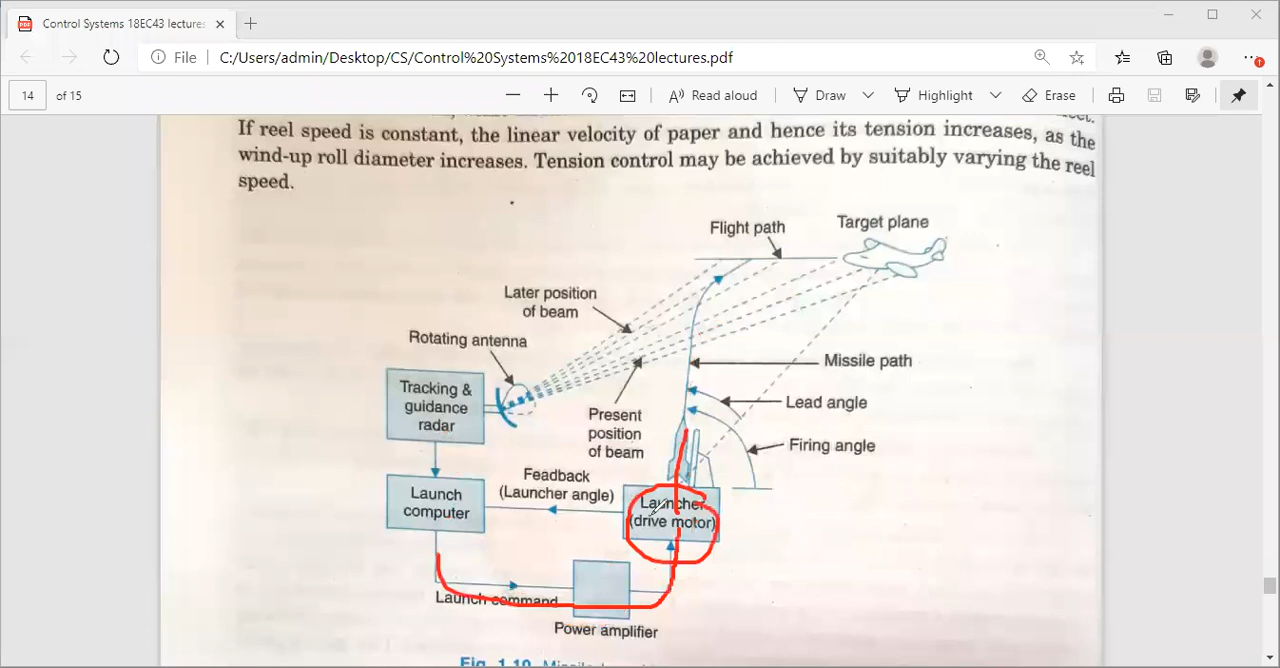 Control Systems 18EC43 lectures
File
C:/Users/admin/Desktop/CS/Control%20Systems%2018EC43%20lectures.pdf
14
of 15
Read aloud
Draw
Highlight
Erase
If reel speed is constant, the linear velocity of paper and hence its tension increases, as the
wind-up roll diameter increases. Tension control may be achieved by suitably varying the reel
speed.
Flight path
Target plane
Later position
of beam
Rotating antenna
Missile path
Tracking &
guidance
radar
Lead angle
Present
position
of beam
Firing angle
Feadback
(Launcher angle)
Launch
computer
Launcher
(drive motor)
Launch command
Power amplifier
Fig. 1.10